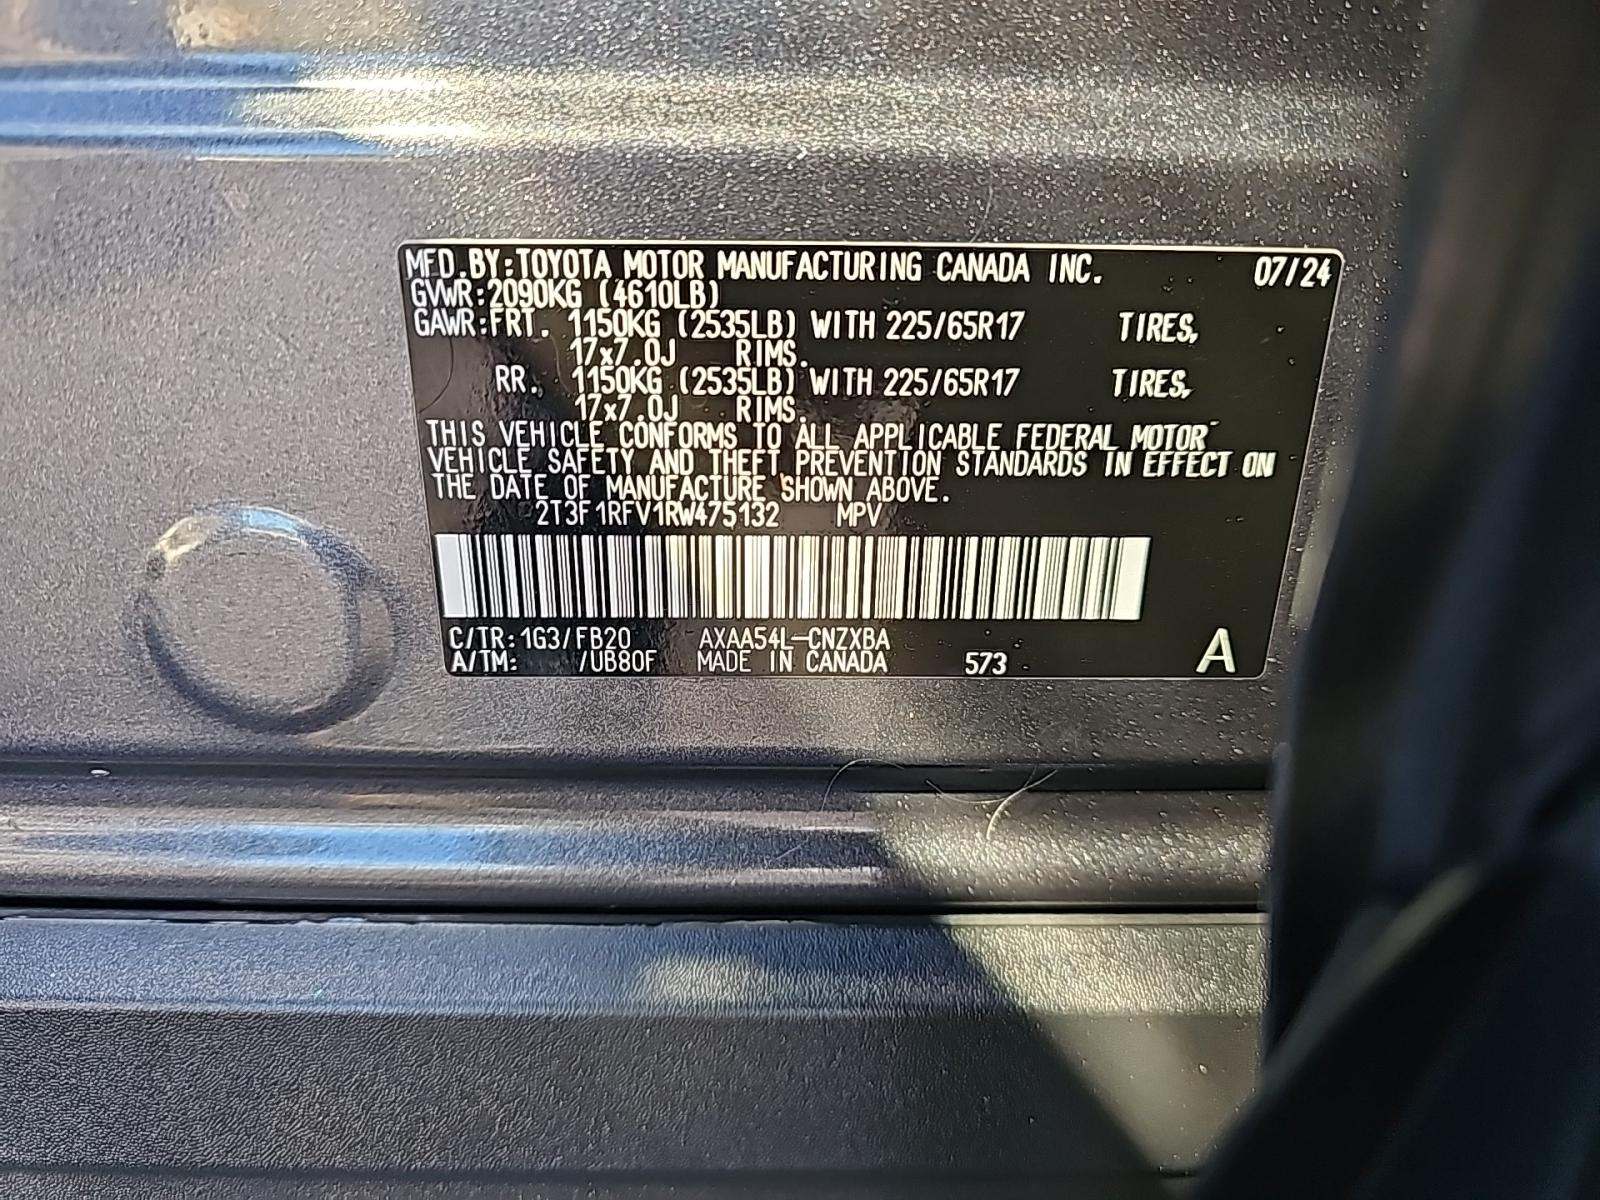 MFD.BY:TOYOTA MOTOR MANUFACTURING CANADA INC. 07/24
GVWR:2090KG (4610LB)
GAWR:FRT. 1150KG (2535LB) WITH 225/65R17 TIRES,
17x7.0J RIMS.
RR. 1150KG (2535LB) WITH 225/65R17 TIRES,
17x7.0J RIMS.
THIS VEHICLE CONFORMS TO ALL APPLICABLE FEDERAL MOTOR
VEHICLE SAFETY AND THEFT PREVENTION STANDARDS IN EFFECT ON
THE DATE OF MANUFACTURE SHOWN ABOVE.
2T3F1RFV1RW475132 MPV
C/TR:1G3/FB20 AXAA54L-CNZXBA
A/TM: /UB80F MADE IN CANADA 573 A